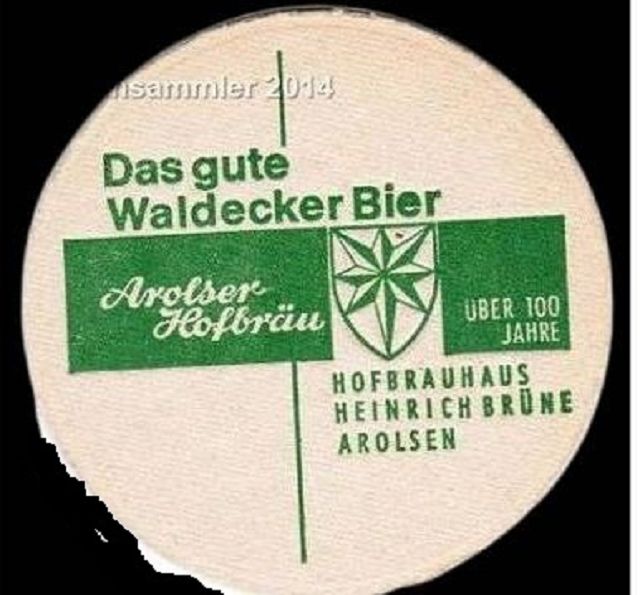 nsammler 2014
Das gute
Waldecker Bier
Arolser
Hofbräu
ÜBER 100
JAHRE
HOFBRAUHAUS
HEINRICH BRÜNE
AROLSEN